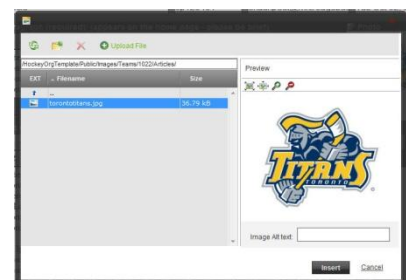 Upload File
/HockeyOrgTemplate/Public/Images/Teams/1022/Articles/
Preview
EXT Filename Size
..
torontotitans.jpg 36.79 kB
TITANS
TORONTO
Image Alt text:
Insert Cancel